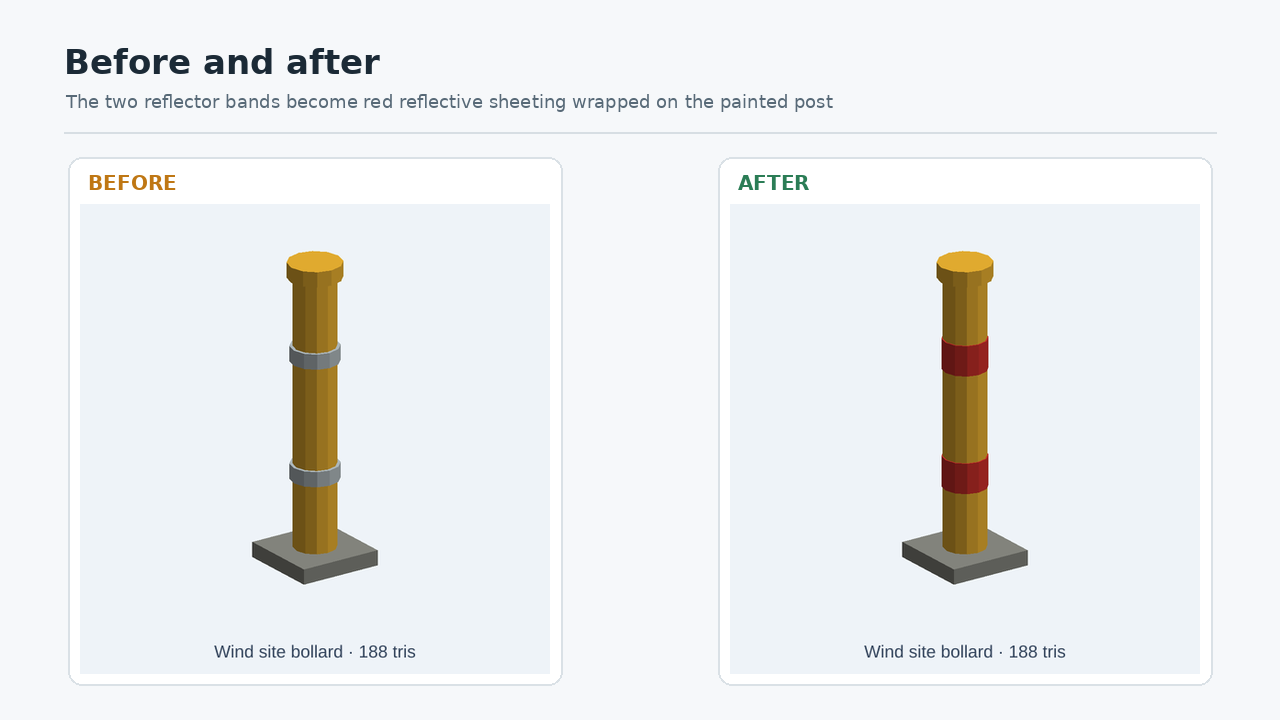 Before and after
The two reflector bands become red reflective sheeting wrapped on the painted post
BEFORE
AFTER
Wind site bollard · 188 tris
Wind site bollard · 188 tris